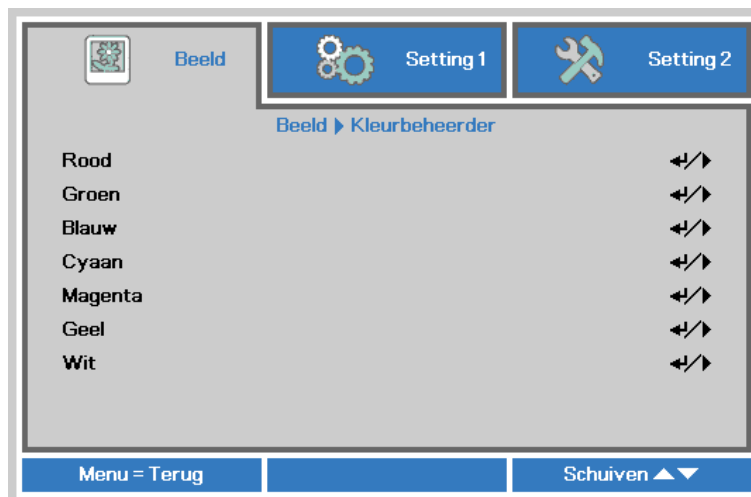 Beeld
Setting 1
Setting 2
Beeld ▶ Kleurbeheerder
Rood ↵/▶
Groen ↵/▶
Blauw ↵/▶
Cyaan ↵/▶
Magenta ↵/▶
Geel ↵/▶
Wit ↵/▶
Menu = Terug
Schuiven ▲▼